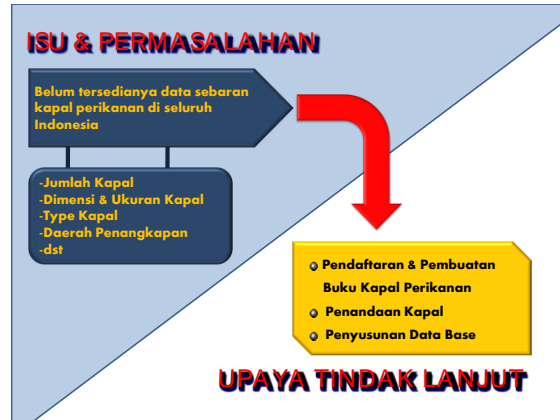 ISU & PERMASALAHAN
Belum tersedianya data sebaran
kapal perikanan di seluruh
Indonesia
-Jumlah Kapal
-Dimensi & Ukuran Kapal
-Type Kapal
-Daerah Penangkapan
-dst
Pendaftaran & Pembuatan
Buku Kapal Perikanan
Penandaan Kapal
Penyusunan Data Base
UPAYA TINDAK LANJUT